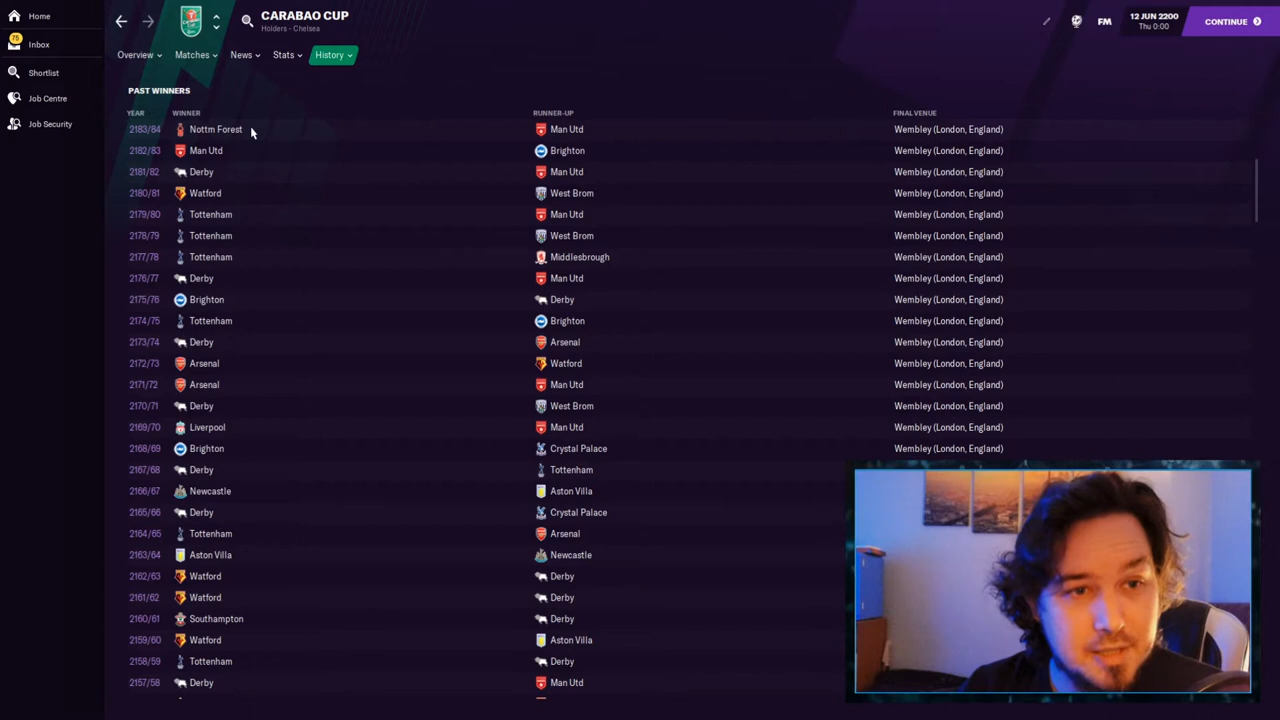 Home
CARABAO CUP
Holders - Chelsea
FM
12 JUN 2200
Thu 0:00
CONTINUE
75
Inbox
Overview Matches News Stats History
Shortlist
Job Centre
Job Security
PAST WINNERS
YEAR WINNER RUNNER-UP FINAL VENUE
2183/84 Nottm Forest Man Utd Wembley (London, England)
2182/83 Man Utd Brighton Wembley (London, England)
2181/82 Derby Man Utd Wembley (London, England)
2180/81 Watford West Brom Wembley (London, England)
2179/80 Tottenham Man Utd Wembley (London, England)
2178/79 Tottenham West Brom Wembley (London, England)
2177/78 Tottenham Middlesbrough Wembley (London, England)
2176/77 Derby Man Utd Wembley (London, England)
2175/76 Brighton Derby Wembley (London, England)
2174/75 Tottenham Brighton Wembley (London, England)
2173/74 Derby Arsenal Wembley (London, England)
2172/73 Arsenal Watford Wembley (London, England)
2171/72 Arsenal Man Utd Wembley (London, England)
2170/71 Derby West Brom Wembley (London, England)
2169/70 Liverpool Man Utd Wembley (London, England)
2168/69 Brighton Crystal Palace Wembley (London, England)
2167/68 Derby Tottenham
2166/67 Newcastle Aston Villa
2165/66 Derby Crystal Palace
2164/65 Tottenham Arsenal
2163/64 Aston Villa Newcastle
2162/63 Watford Derby
2161/62 Watford Derby
2160/61 Southampton Derby
2159/60 Watford Aston Villa
2158/59 Tottenham Derby
2157/58 Derby Man Utd